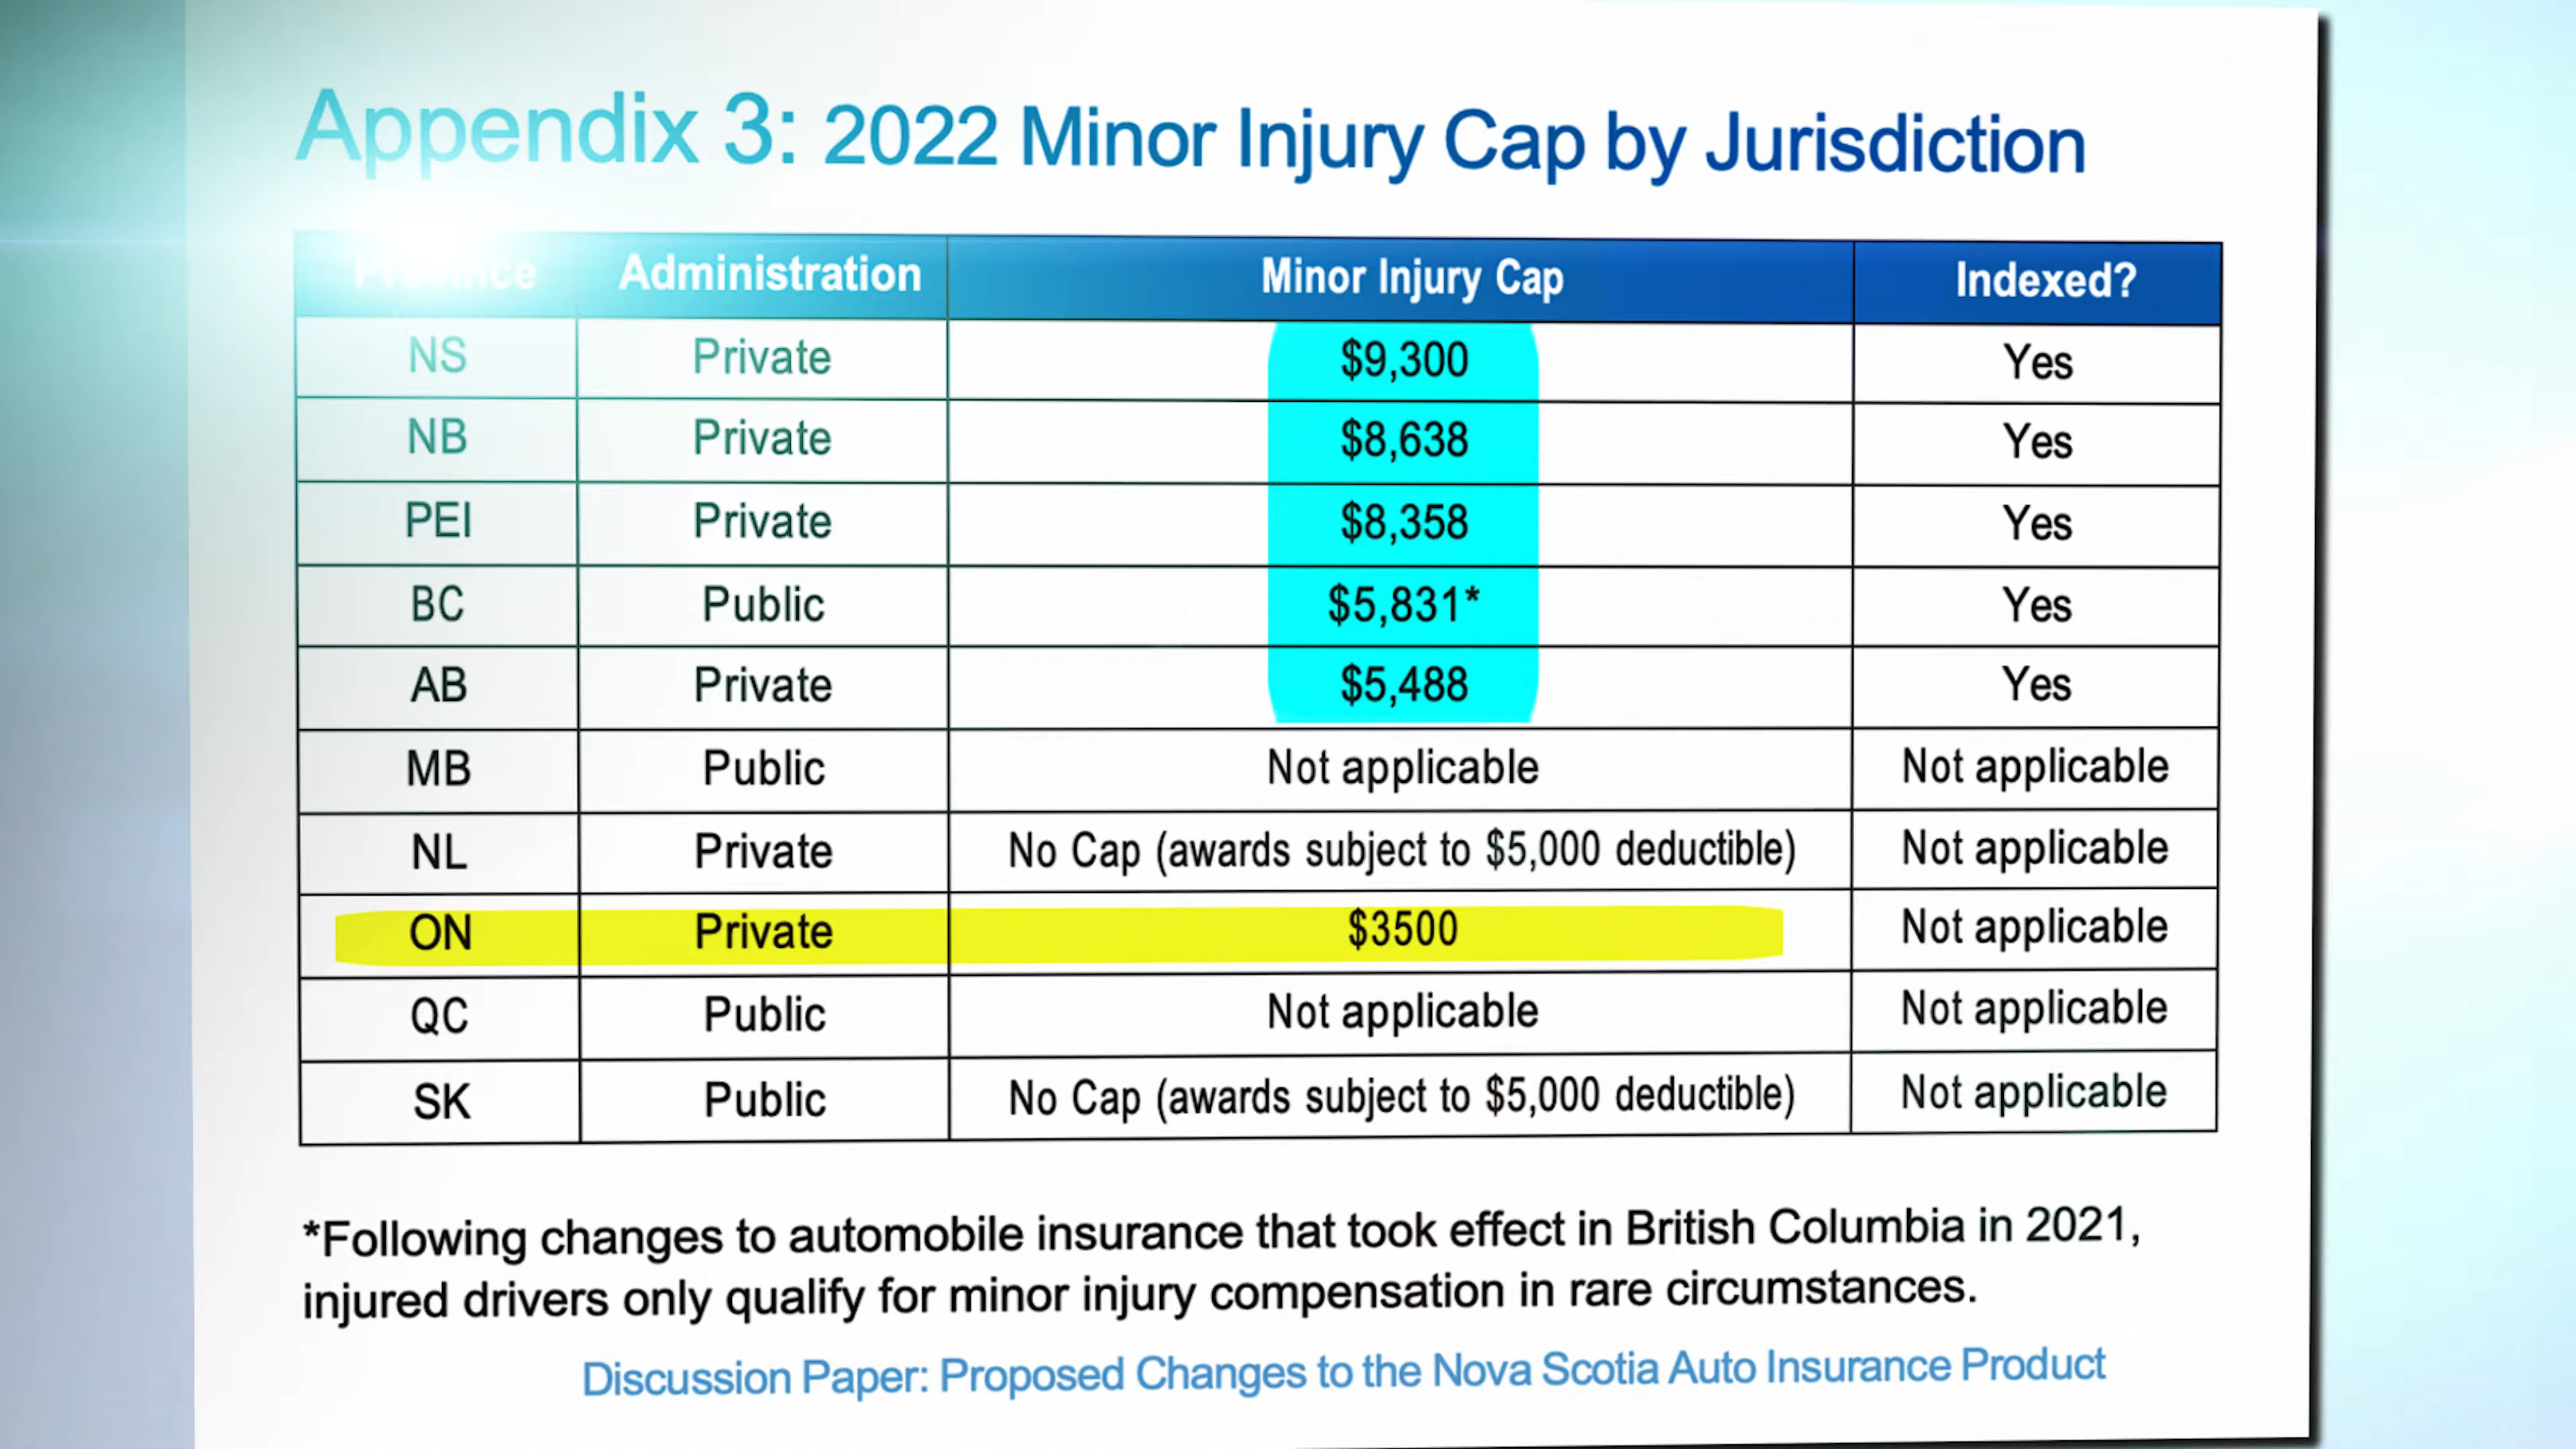 Appendix 3: 2022 Minor Injury Cap by Jurisdiction
Province Administration Minor Injury Cap Indexed?
NS Private $9,300 Yes
NB Private $8,638 Yes
PEI Private $8,358 Yes
BC Public $5,831* Yes
AB Private $5,488 Yes
MB Public Not applicable Not applicable
NL Private No Cap (awards subject to $5,000 deductible) Not applicable
ON Private $3500 Not applicable
QC Public Not applicable Not applicable
SK Public No Cap (awards subject to $5,000 deductible) Not applicable
*Following changes to automobile insurance that took effect in British Columbia in 2021,
injured drivers only qualify for minor injury compensation in rare circumstances.
Discussion Paper: Proposed Changes to the Nova Scotia Auto Insurance Product